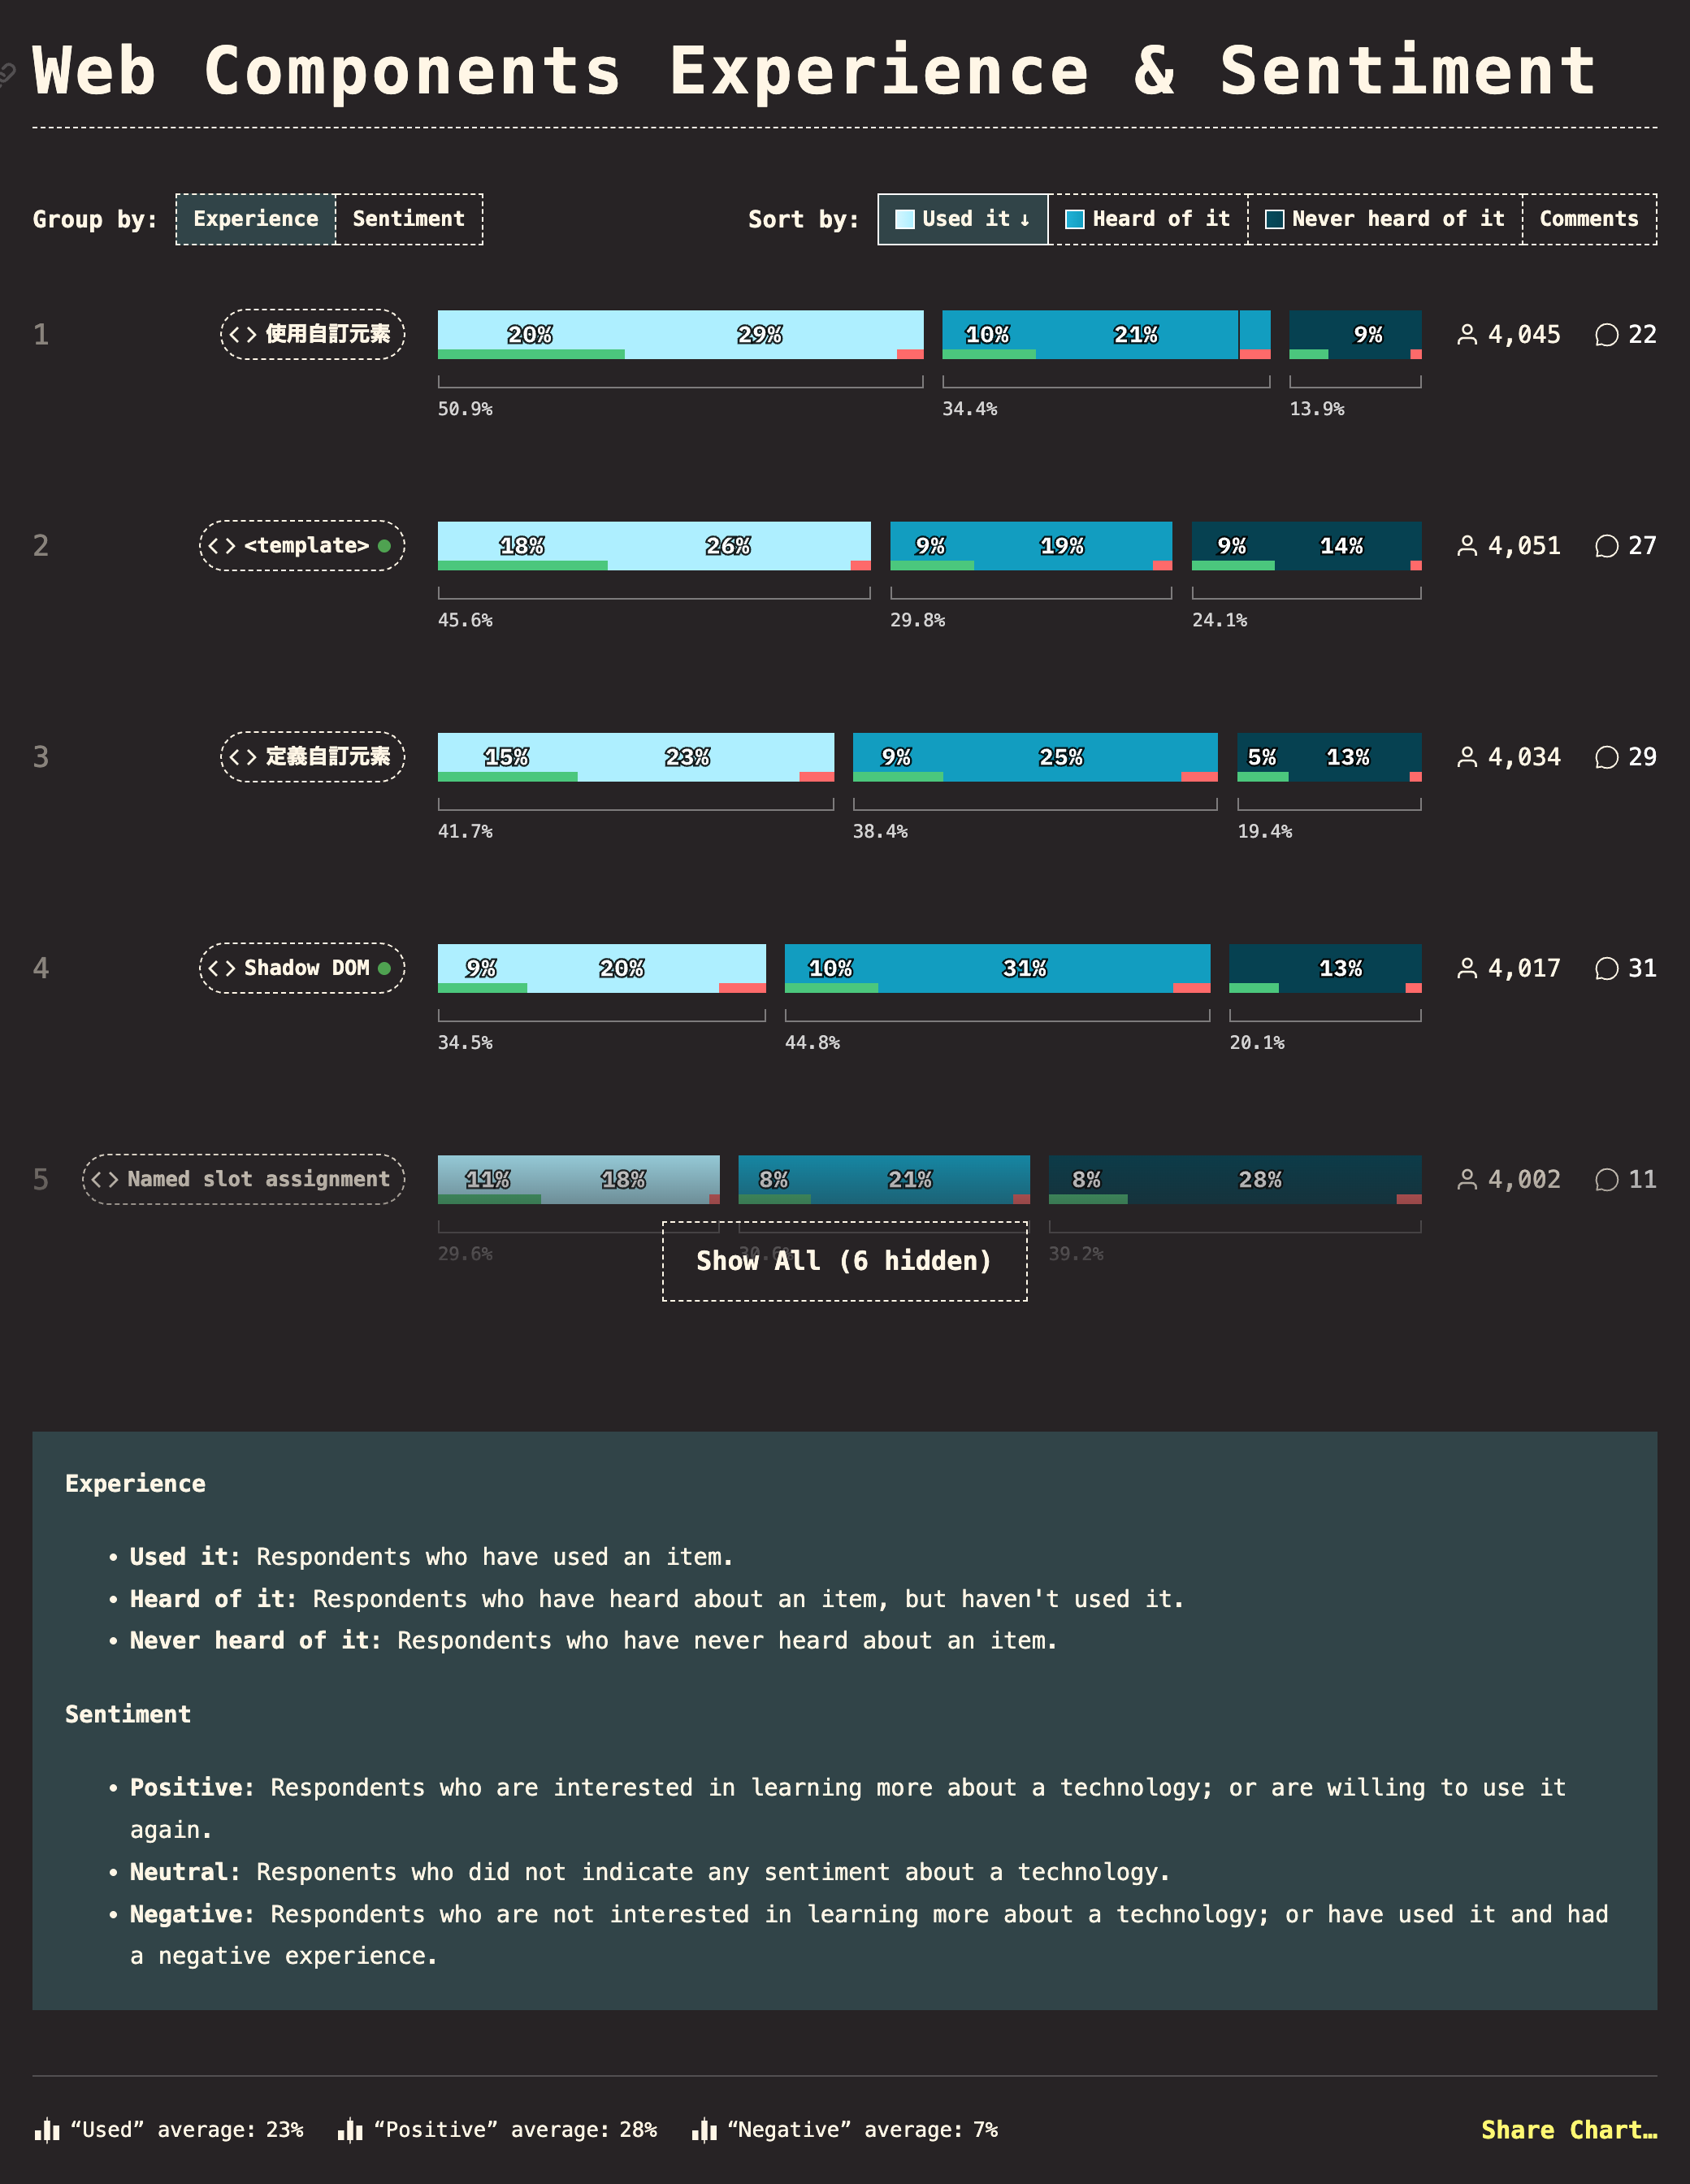 Web Components Experience & Sentiment
Group by: Experience Sentiment Sort by: Used it ↓ Heard of it Never heard of it Comments
1 <> 使用自訂元素 20% 29% 10% 21% 9% 4,045 22
50.9% 34.4% 13.9%
2 <> <template> 18% 26% 9% 19% 9% 14% 4,051 27
45.6% 29.8% 24.1%
3 <> 定義自訂元素 15% 23% 9% 25% 5% 13% 4,034 29
41.7% 38.4% 19.4%
4 <> Shadow DOM 9% 20% 10% 31% 13% 4,017 31
34.5% 44.8% 20.1%
5 <> Named slot assignment 11% 18% 8% 21% 8% 28% 4,002 11
29.6% 30.6% 39.2%
Show All (6 hidden)
Experience
• Used it: Respondents who have used an item.
• Heard of it: Respondents who have heard about an item, but haven't used it.
• Never heard of it: Respondents who have never heard about an item.
Sentiment
• Positive: Respondents who are interested in learning more about a technology; or are willing to use it
again.
• Neutral: Responents who did not indicate any sentiment about a technology.
• Negative: Respondents who are not interested in learning more about a technology; or have used it and had
a negative experience.
“Used” average: 23% “Positive” average: 28% “Negative” average: 7% Share Chart…